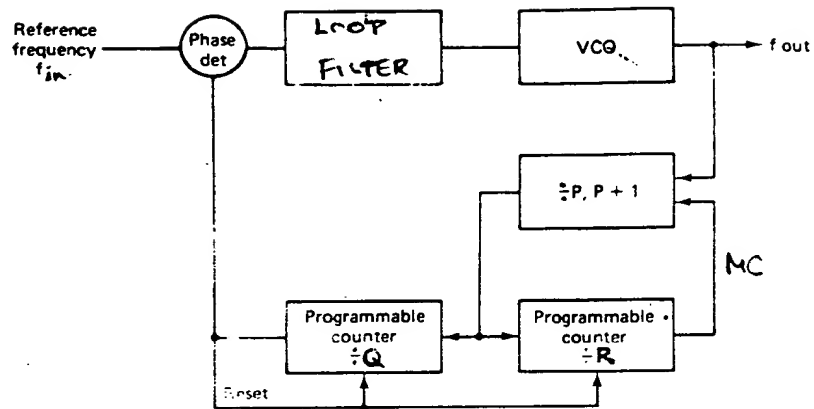 Reference
frequency
fin.
Phase
det
LOOP
FILTER
VCO
f out
÷P, P + 1
MC
Programmable
counter
÷Q
Programmable
counter
÷R
Reset